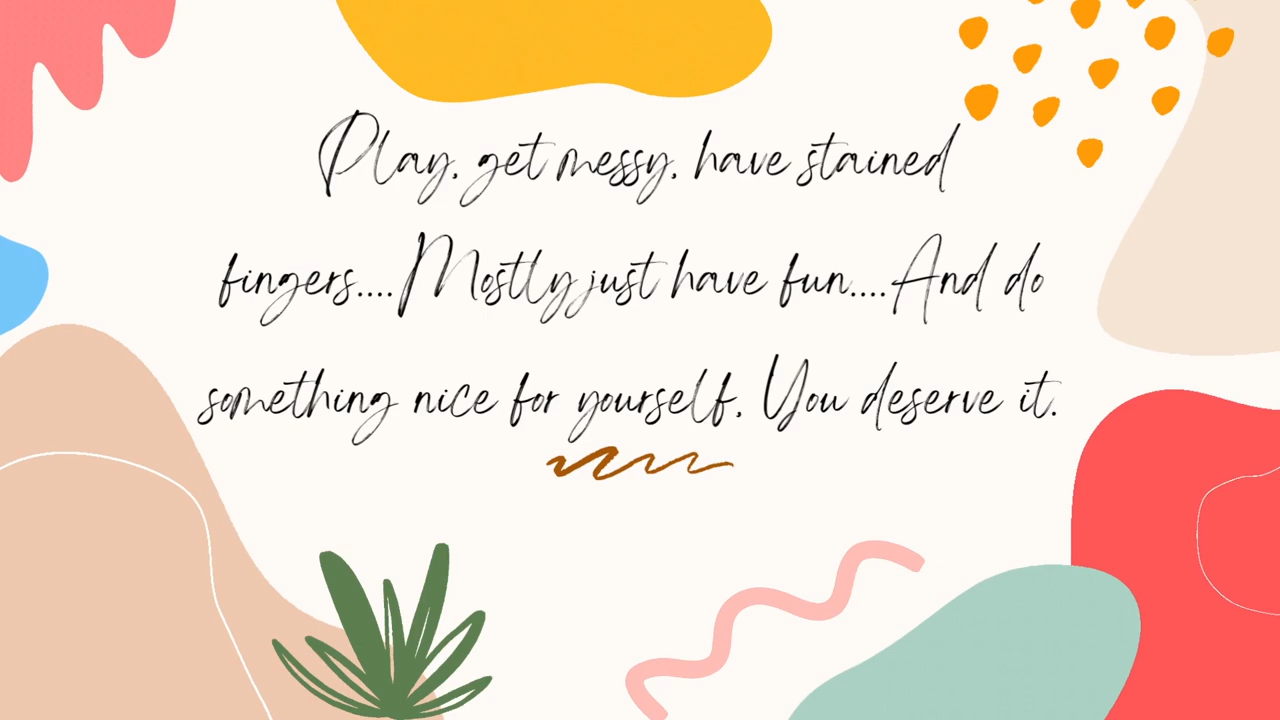 Play, get messy, have stained
fingers....Mostly just have fun....And do
something nice for yourself, You deserve it.